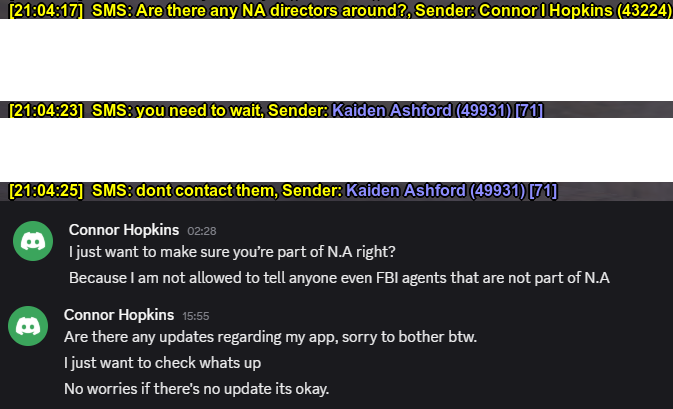 [21:04:17] SMS: Are there any NA directors around?, Sender: Connor I Hopkins (43224)
[21:04:23] SMS: you need to wait, Sender: Kaiden Ashford (49931) [71]
[21:04:25] SMS: dont contact them, Sender: Kaiden Ashford (49931) [71]
Connor Hopkins 02:28
I just want to make sure you're part of N.A right?
Because I am not allowed to tell anyone even FBI agents that are not part of N.A
Connor Hopkins 15:55
Are there any updates regarding my app, sorry to bother btw.
I just want to check whats up
No worries if there's no update its okay.